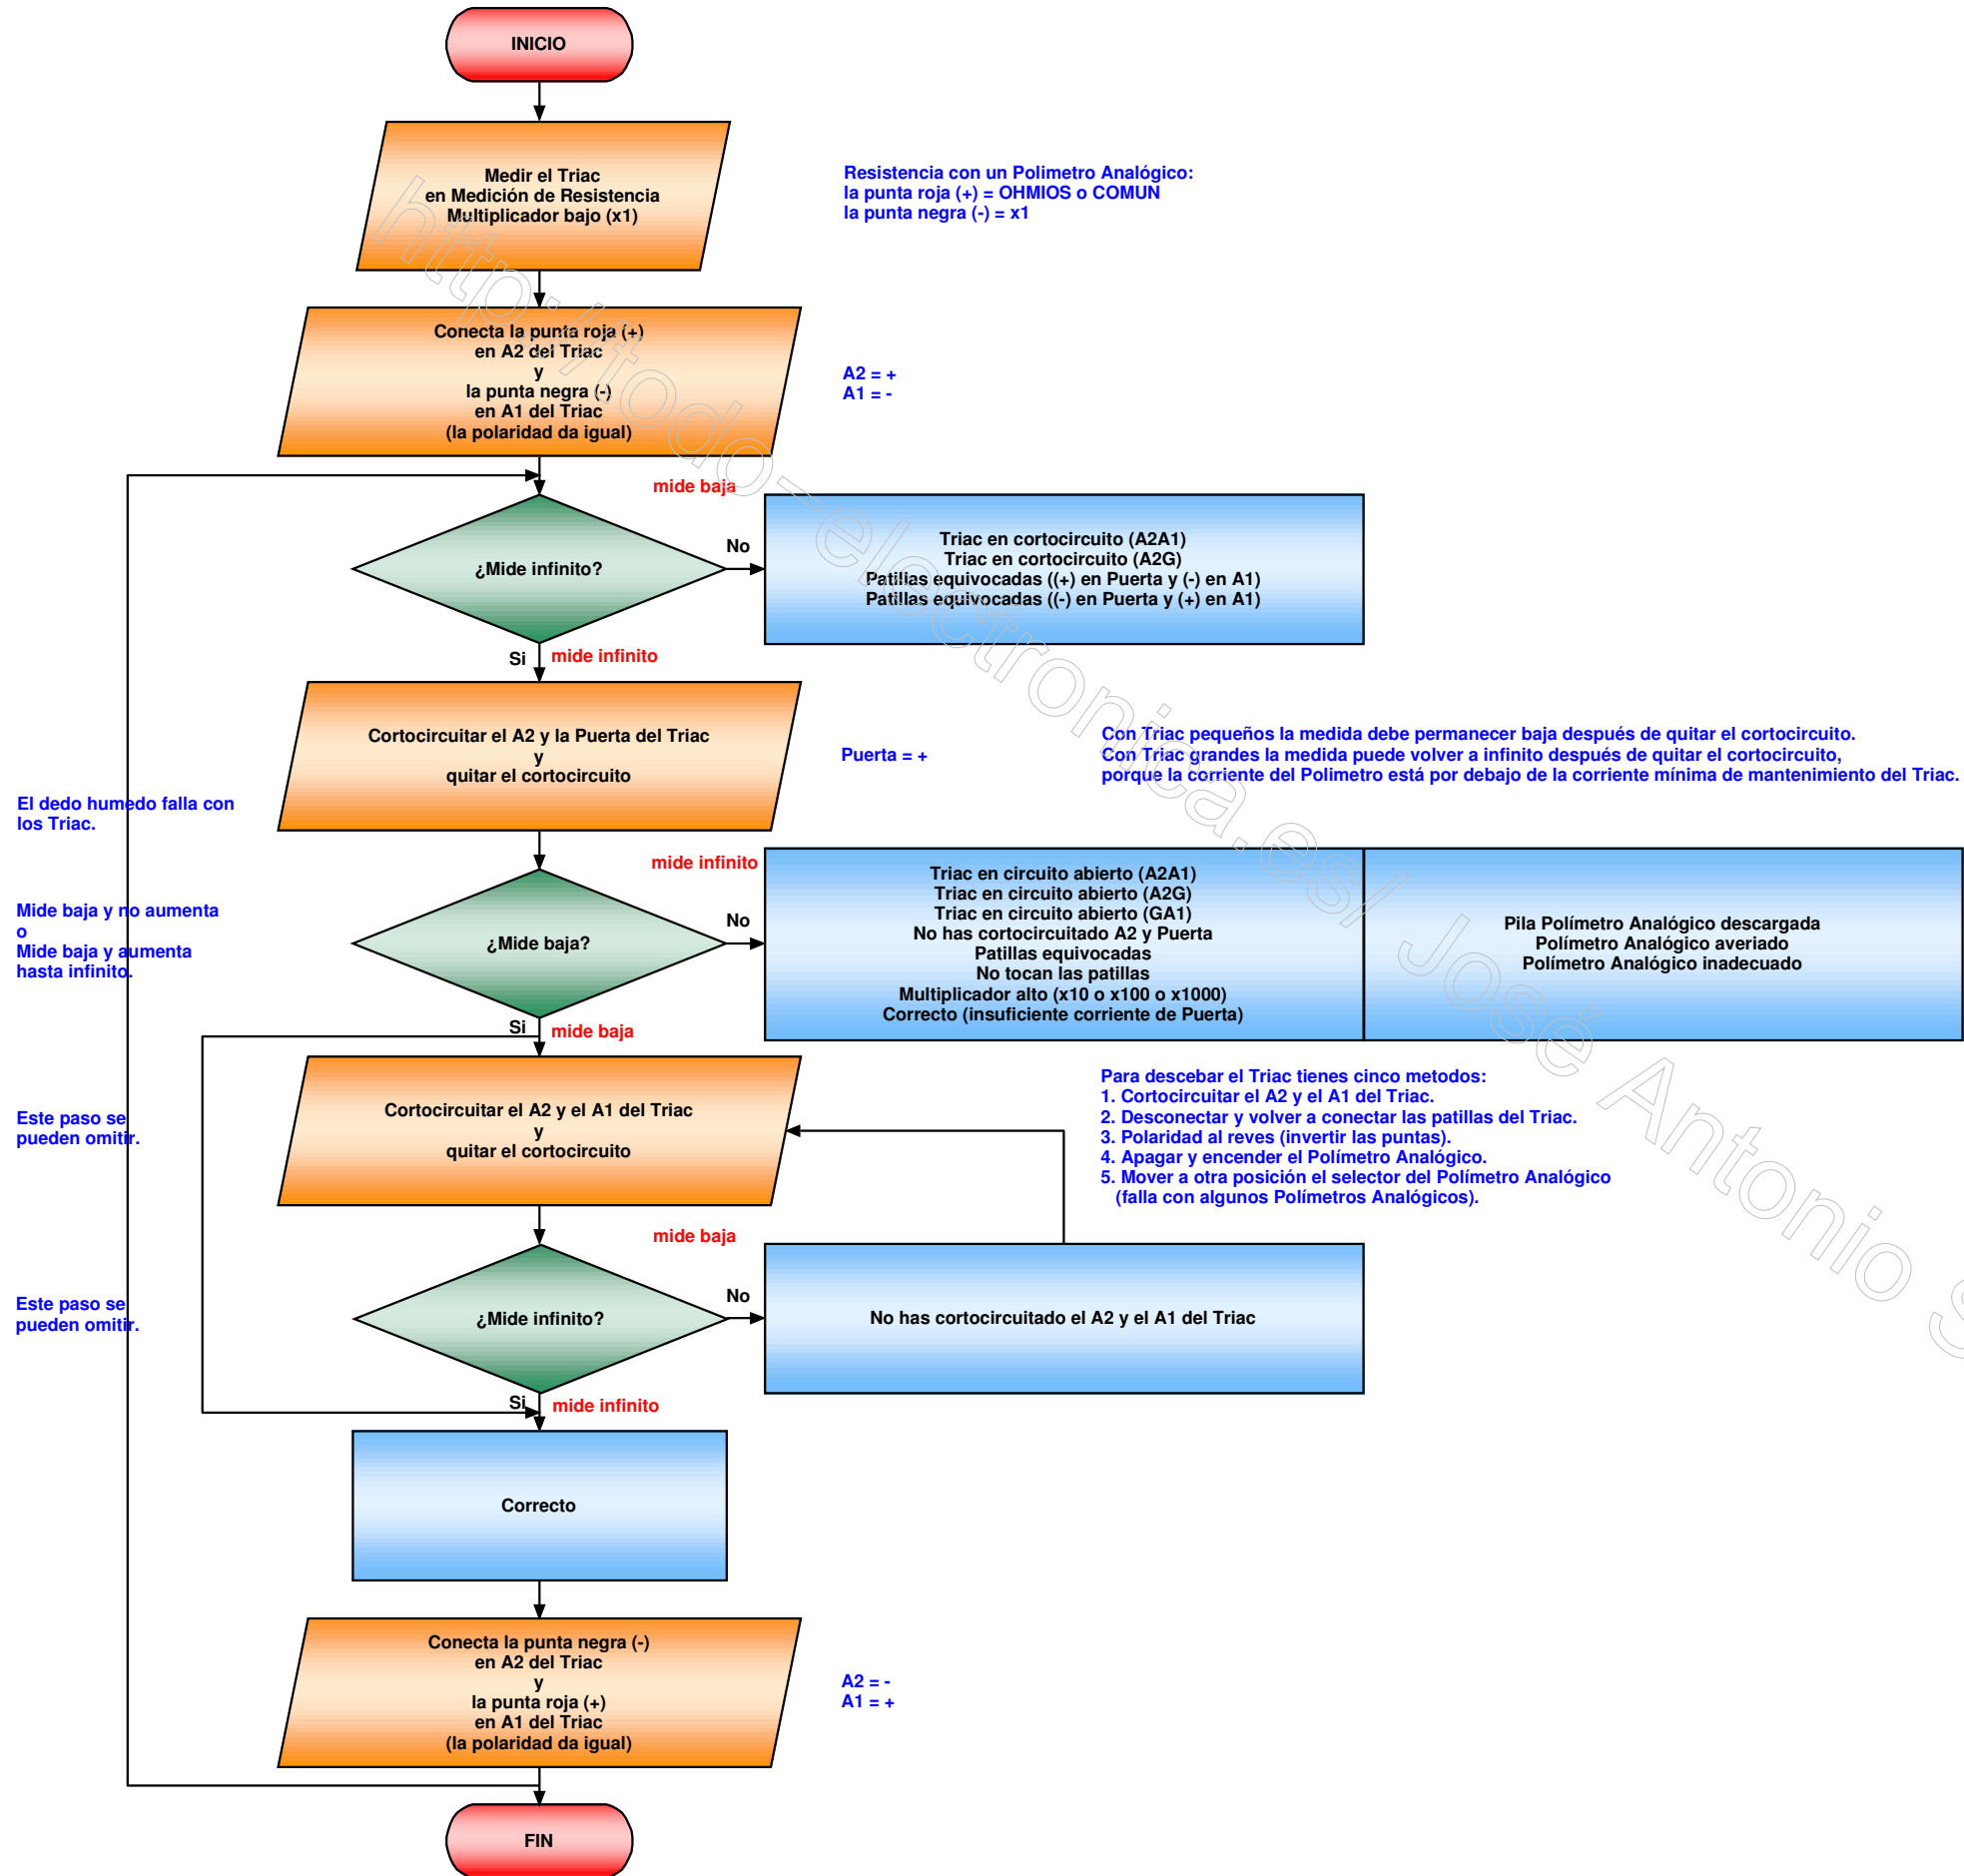 INICIO
Medir el Triac
en Medición de Resistencia
Multiplicador bajo (x1)
Resistencia con un Polimetro Analógico:
la punta roja (+) = OHMIOS o COMUN
la punta negra (-) = x1
Conecta la punta roja (+)
en A2 del Triac
y
la punta negra (-)
en A1 del Triac
(la polaridad da igual)
A2 = +
A1 = -
mide baja
¿Mide infinito?
No
Triac en cortocircuito (A2A1)
Triac en cortocircuito (A2G)
Patillas equivocadas ((+) en Puerta y (-) en A1)
Patillas equivocadas ((-) en Puerta y (+) en A1)
Si
mide infinito
Cortocircuitar el A2 y la Puerta del Triac
y
quitar el cortocircuito
Puerta = +
Con Triac pequeños la medida debe permanecer baja después de quitar el cortocircuito.
Con Triac grandes la medida puede volver a infinito después de quitar el cortocircuito,
porque la corriente del Polimetro está por debajo de la corriente mínima de mantenimiento del Triac.
El dedo humedo falla con
los Triac.
mide infinito
Mide baja y no aumenta
o
Mide baja y aumenta
hasta infinito.
¿Mide baja?
No
Triac en circuito abierto (A2A1)
Triac en circuito abierto (A2G)
Triac en circuito abierto (GA1)
No has cortocircuitado A2 y Puerta
Patillas equivocadas
No tocan las patillas
Multiplicador alto (x10 o x100 o x1000)
Correcto (insuficiente corriente de Puerta)
Pila Polímetro Analógico descargada
Polímetro Analógico averiado
Polímetro Analógico inadecuado
Si
mide baja
Este paso se
pueden omitir.
Cortocircuitar el A2 y el A1 del Triac
y
quitar el cortocircuito
Para descebar el Triac tienes cinco metodos:
1. Cortocircuitar el A2 y el A1 del Triac.
2. Desconectar y volver a conectar las patillas del Triac.
3. Polaridad al reves (invertir las puntas).
4. Apagar y encender el Polímetro Analógico.
5. Mover a otra posición el selector del Polímetro Analógico
(falla con algunos Polímetros Analógicos).
mide baja
Este paso se
pueden omitir.
¿Mide infinito?
No
No has cortocircuitado el A2 y el A1 del Triac
Si
mide infinito
Correcto
Conecta la punta negra (-)
en A2 del Triac
y
la punta roja (+)
en A1 del Triac
(la polaridad da igual)
A2 = -
A1 = +
FIN
http://todo-electronica.es/ José Antonio S